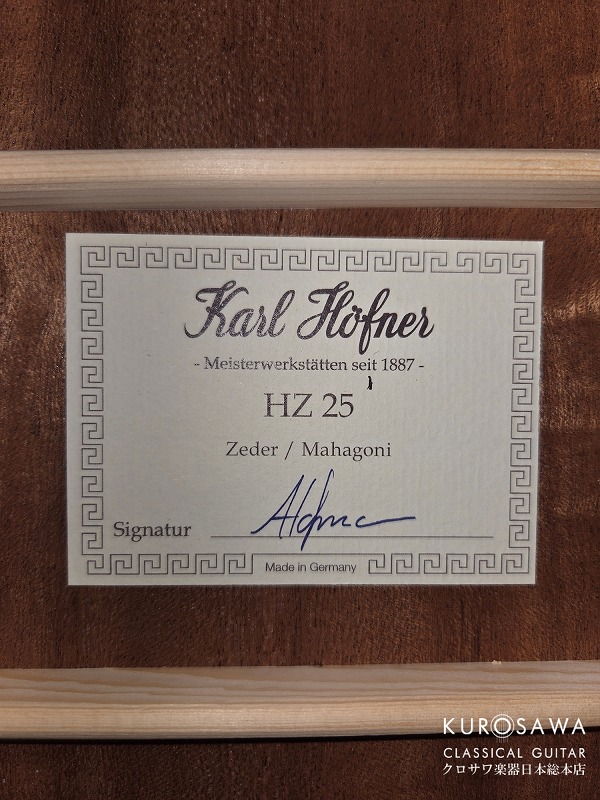 Karl Höfner
- Meisterwerkstätten seit 1887 -
HZ 25
Zeder / Mahagoni
Signatur
Made in Germany
KUROSAWA
CLASSICAL GUITAR
クロサワ楽器日本総本店